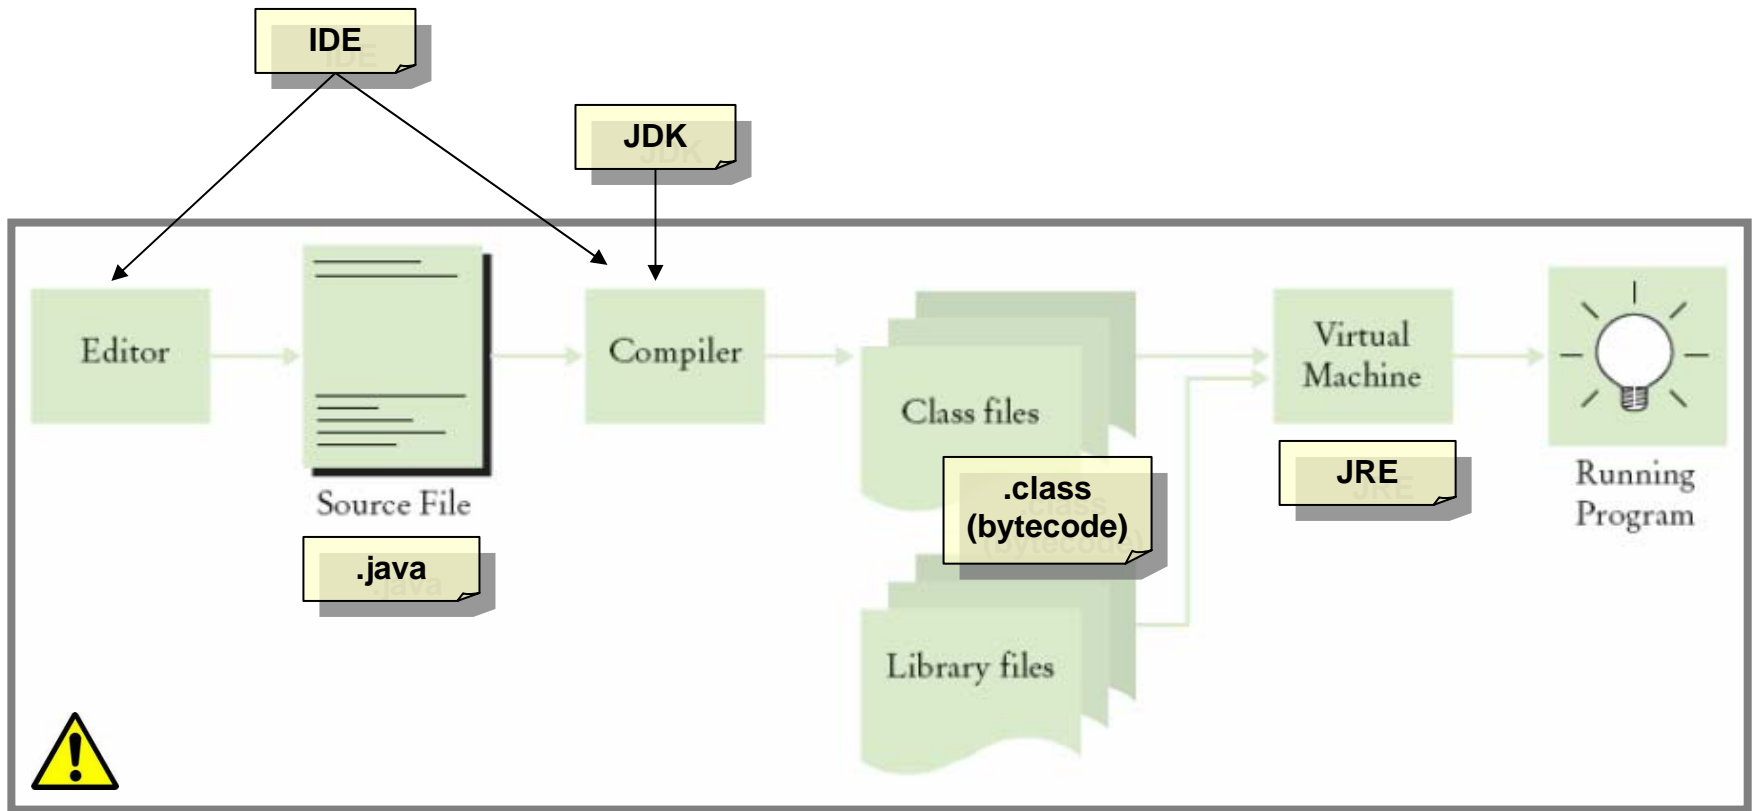 IDE
JDK
Editor
Source File
.java
Compiler
Class files
.class
(bytecode)
Library files
Virtual
Machine
JRE
Running
Program